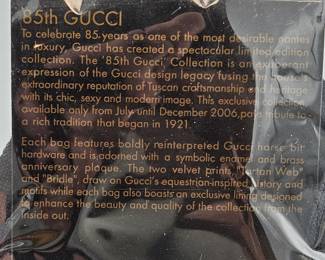 85th GUCCI
To celebrate 85 years as one of the most desirable names
in luxury, Gucci has created a spectacular limited edition
collection. The '85th Gucci' Collection is an exuberant
expression of the Gucci design legacy fusing the house's
extraordinary reputation of Tuscan craftsmanship and heritage
with its chic, sexy and modern image. This exclusive collection
available only from July until December 2006, pays tribute to
a rich tradition that began in 1921.
Each bag features boldly reinterpreted Gucci horse bit
hardware and is adorned with a symbolic enamel and brass
anniversary plaque. The two velvet prints, "Tartan Web"
and "Bridle", draw on Gucci's equestrian-inspired history and
motifs while each bag also boasts an exclusive lining designed
to enhance the beauty and quality of the collection from the
inside out.